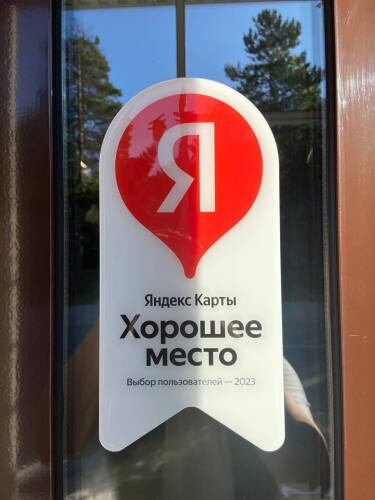 Я
Яндекс Карты
Хорошее
место
Выбор пользователей — 2023